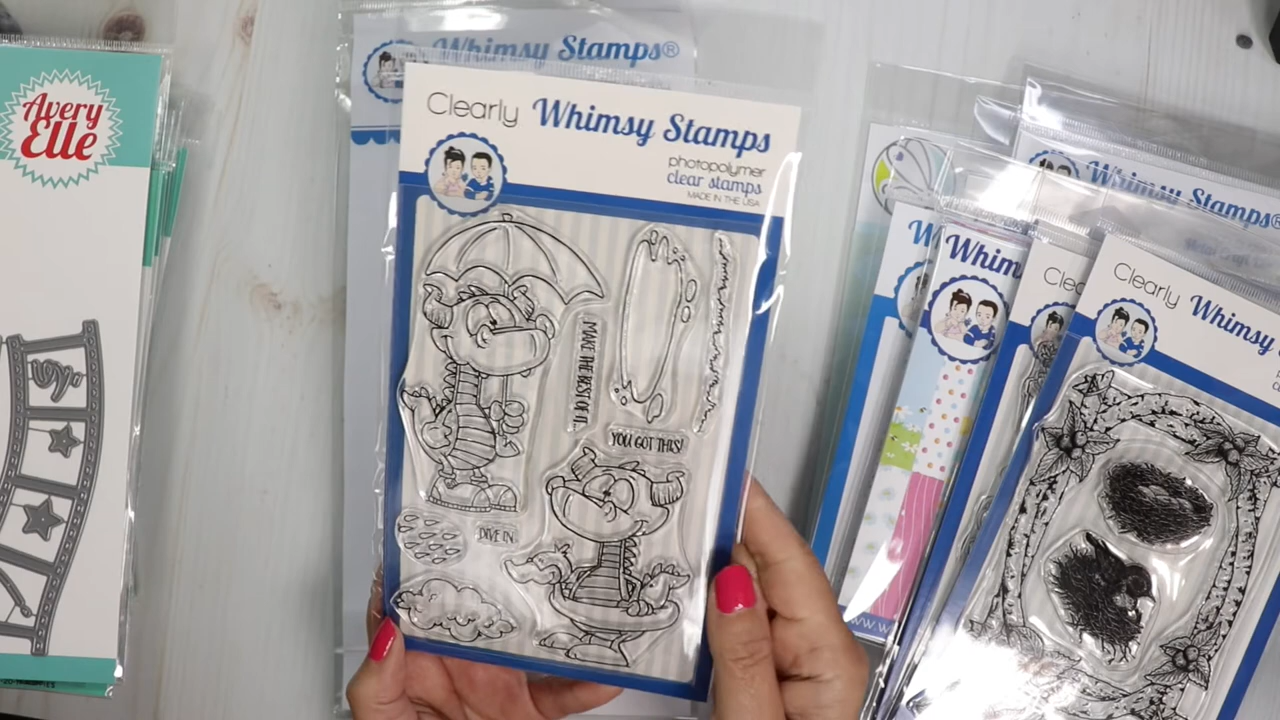 Avery
Elle
Whimsy Stamps®
Clearly Whimsy Stamps
photopolymer
clear stamps
MADE IN THE USA
MAKE THE BEST OF IT.
YOU GOT THIS!
DIVE IN
Whimsy Stamps®
Whim
Clearly Whimsy